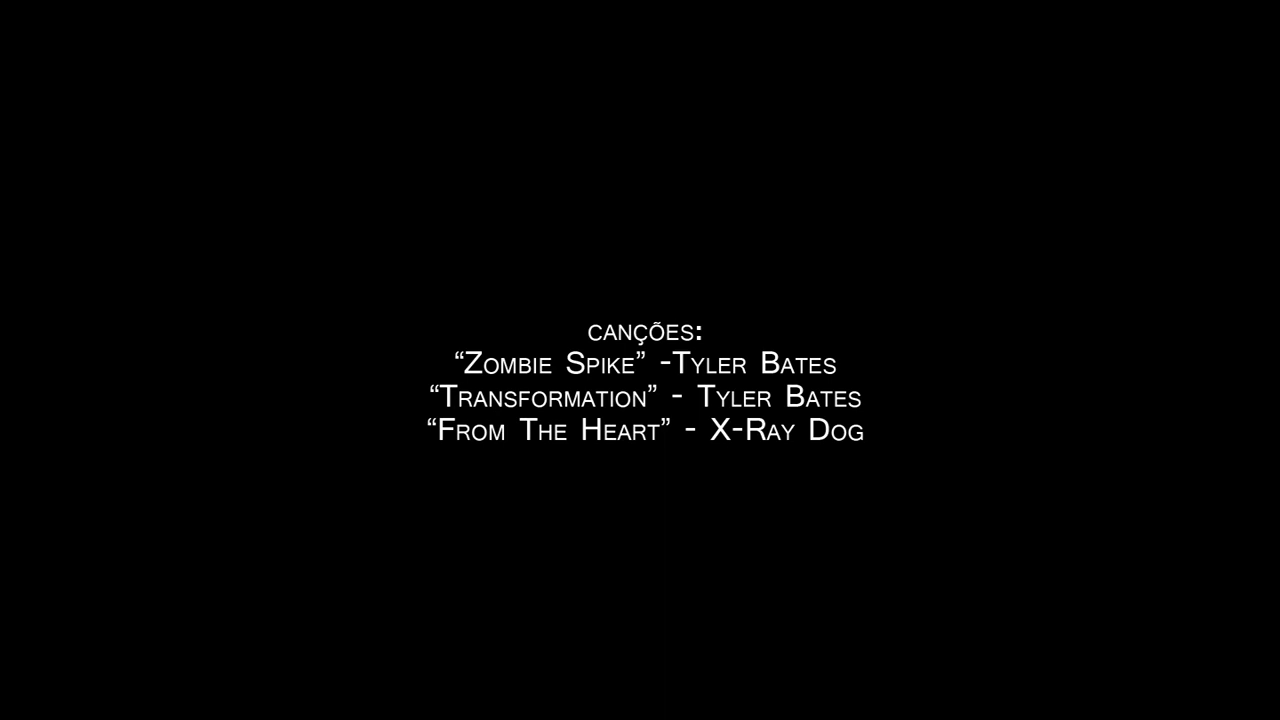 CANÇÕES:
“ZOMBIE SPIKE” -TYLER BATES
“TRANSFORMATION” - TYLER BATES
“FROM THE HEART” - X-RAY DOG